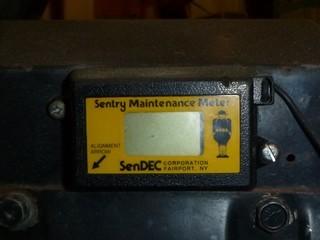 Sentry Maintenance Meter
ALIGNMENT
ARROW
SenDEC CORPORATION
FAIRPORT, NY